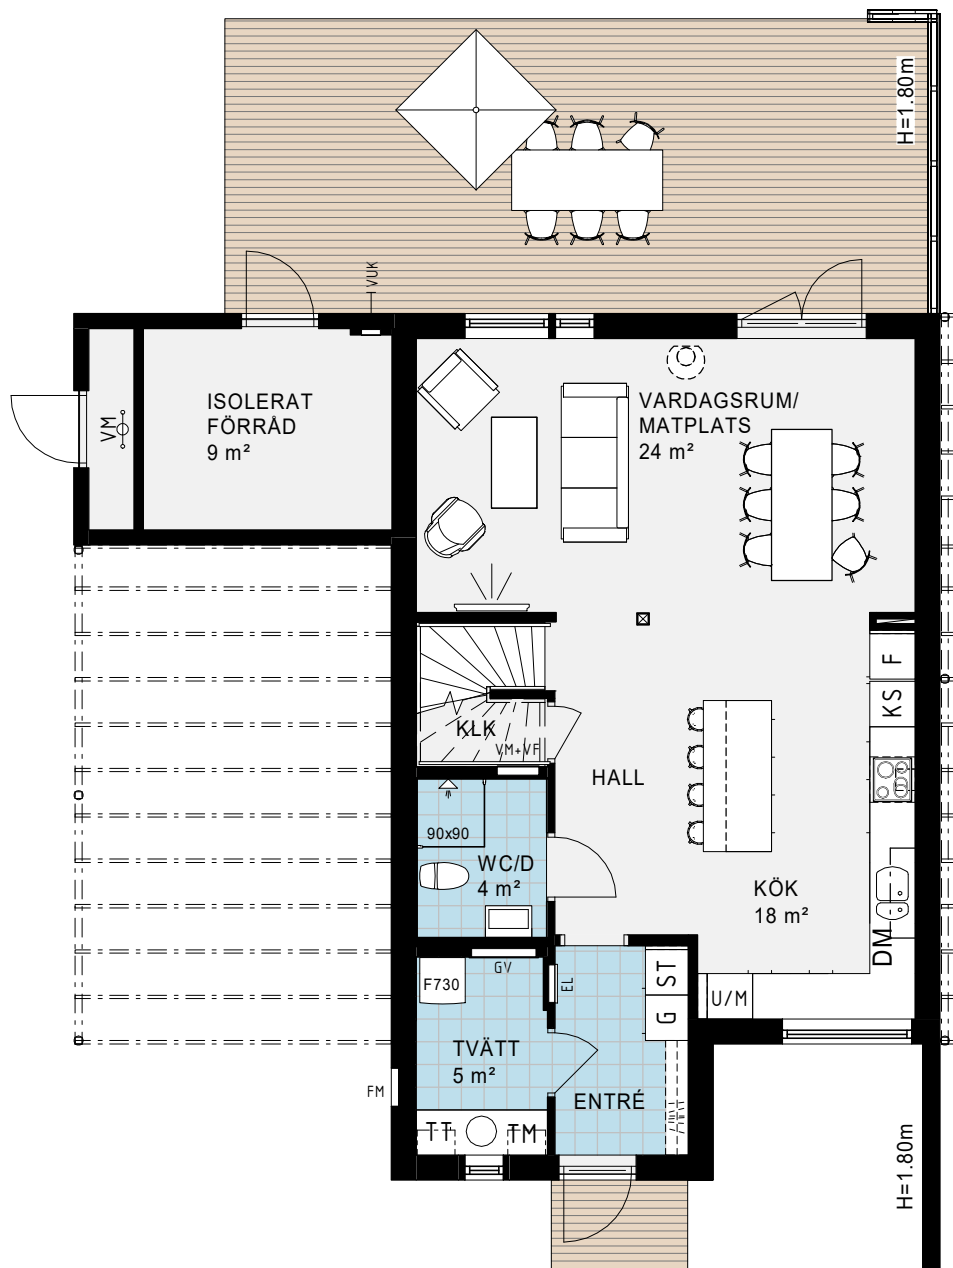 H=1.80m
VUK
ISOLERAT
FÖRRÅD
9 m²
VM
VARDAGSRUM/
MATPLATS
24 m²
F
KS
KLK
VM+VF
HALL
90x90
WC/D
4 m²
KÖK
18 m²
DM
GV
F730
EL
ST
G
U/M
TVÄTT
5 m²
FM
ENTRÉ
TT
TM
H=1.80m